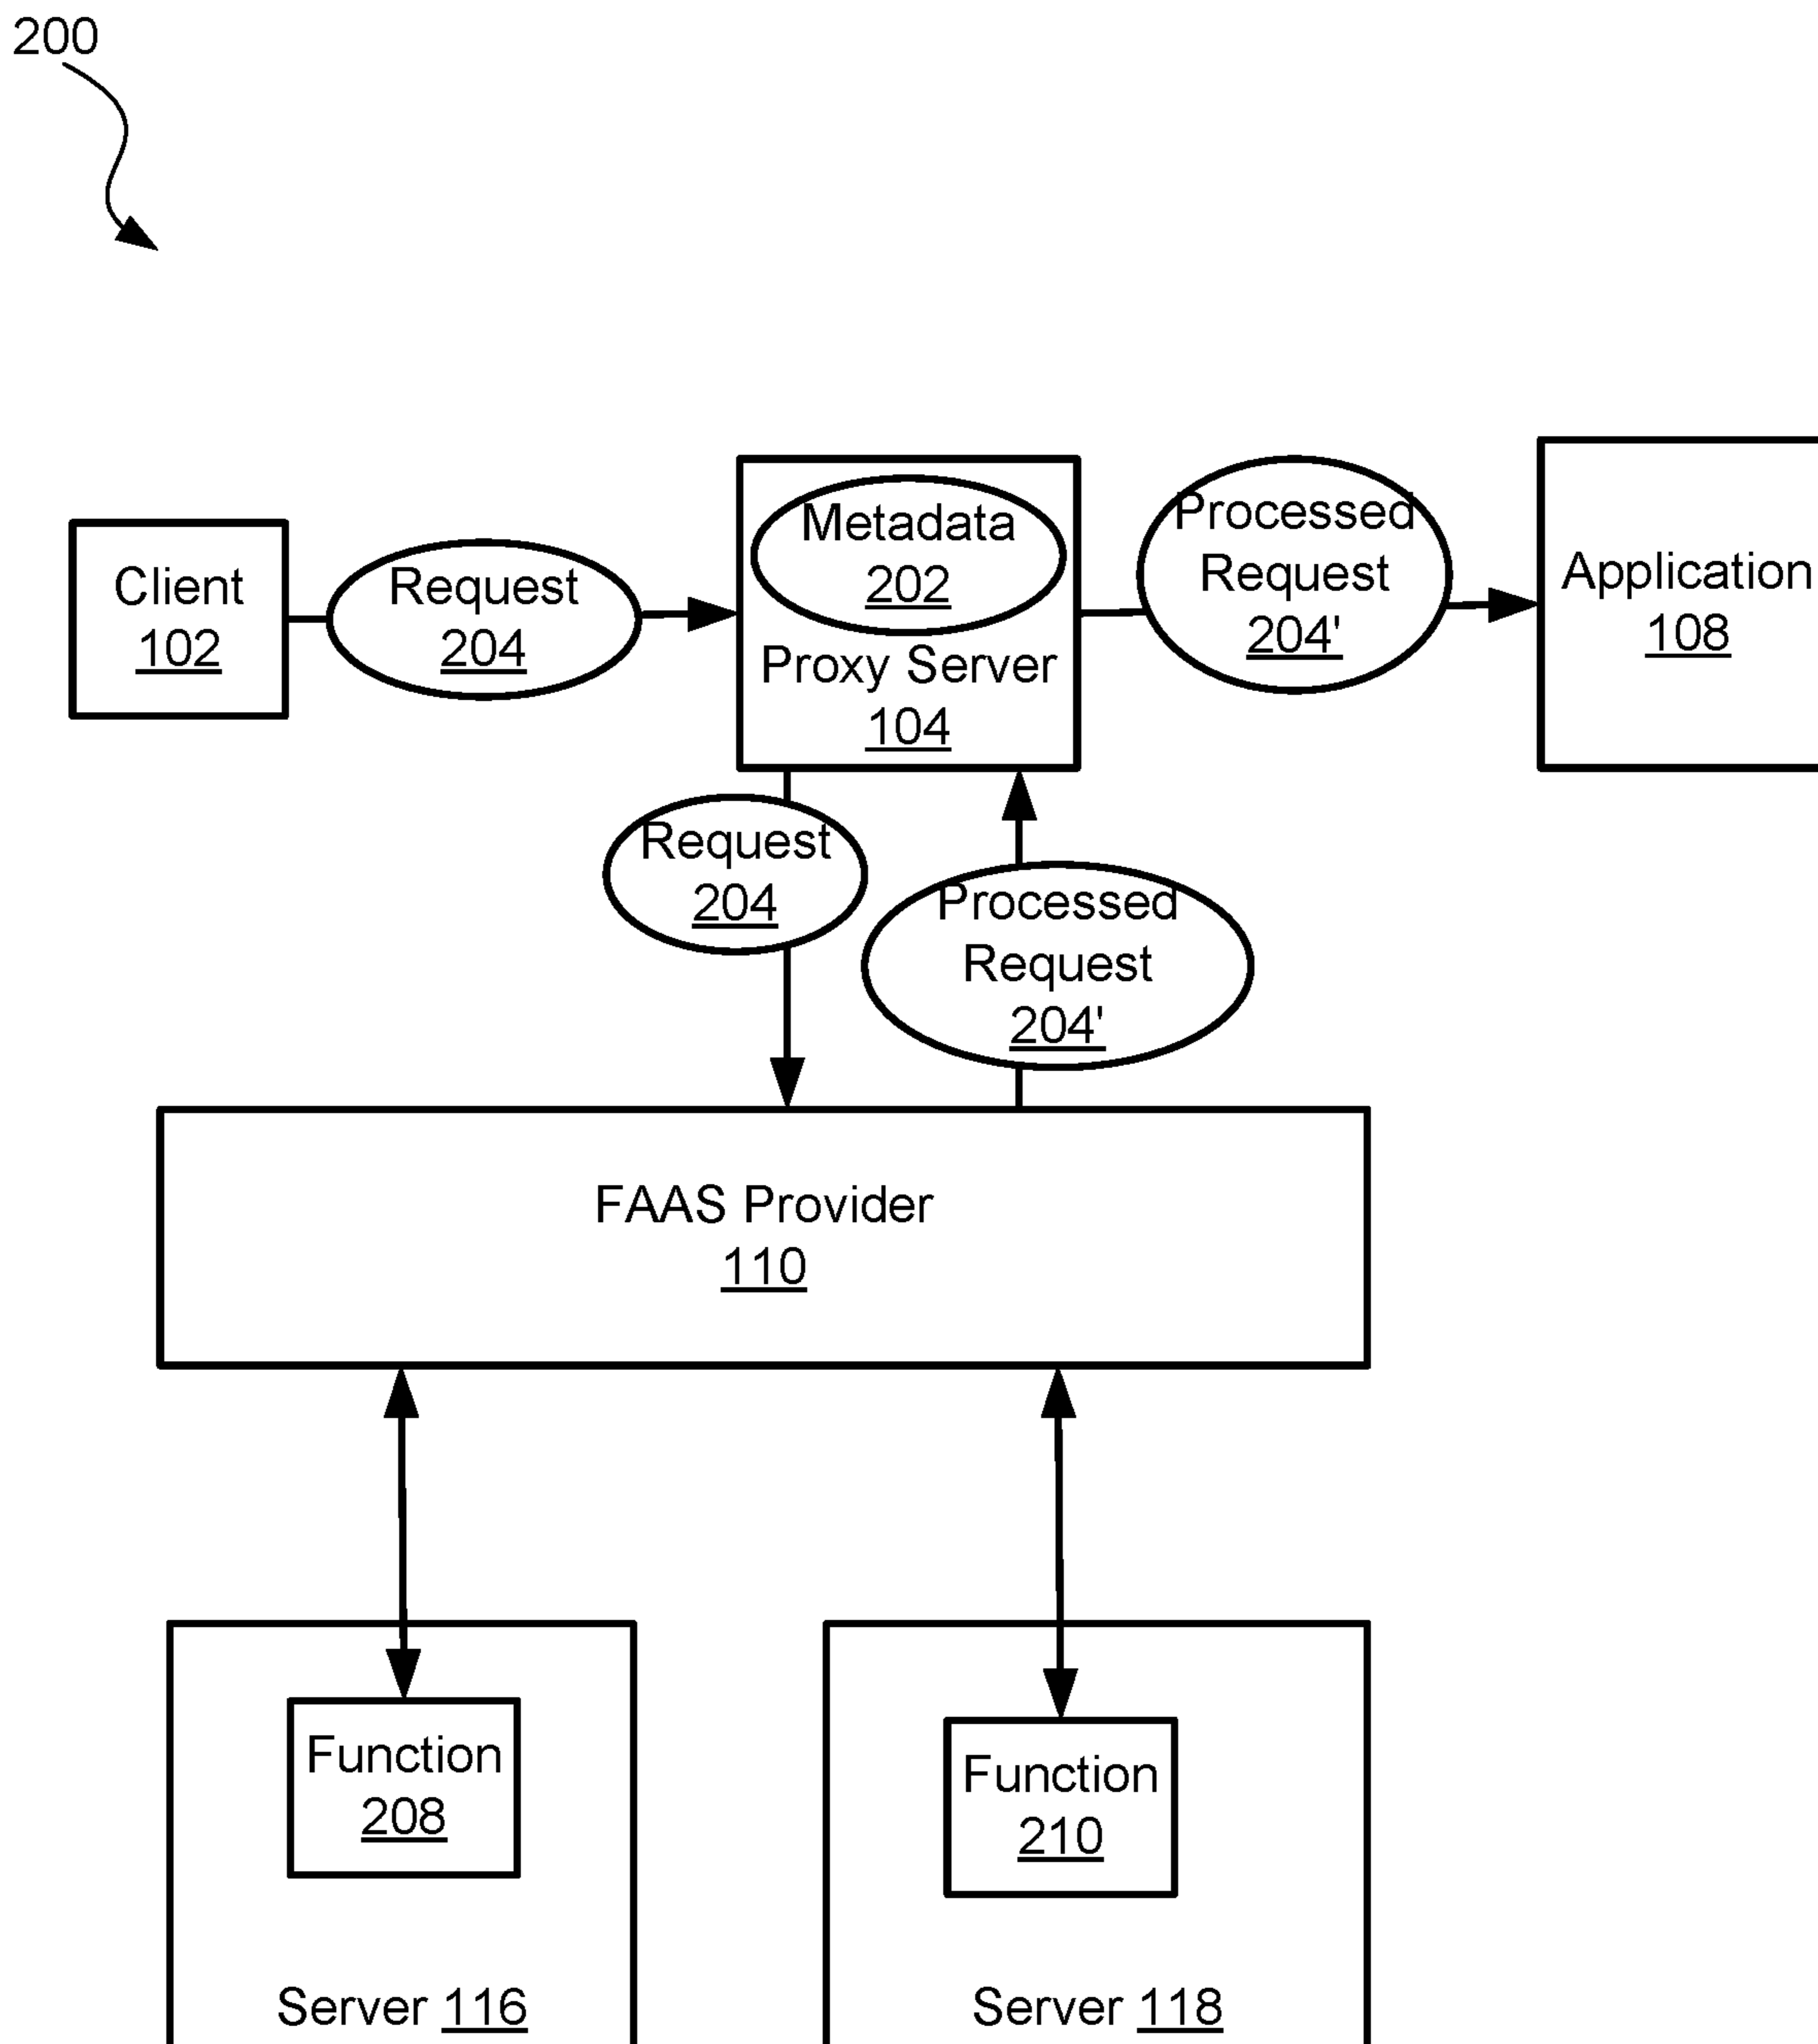 200
Client
102
Request
204
Metadata
202
Proxy Server
104
Processed
Request
204'
Application
108
Request
204
Processed
Request
204'
FAAS Provider
110
Function
208
Server 116
Function
210
Server 118